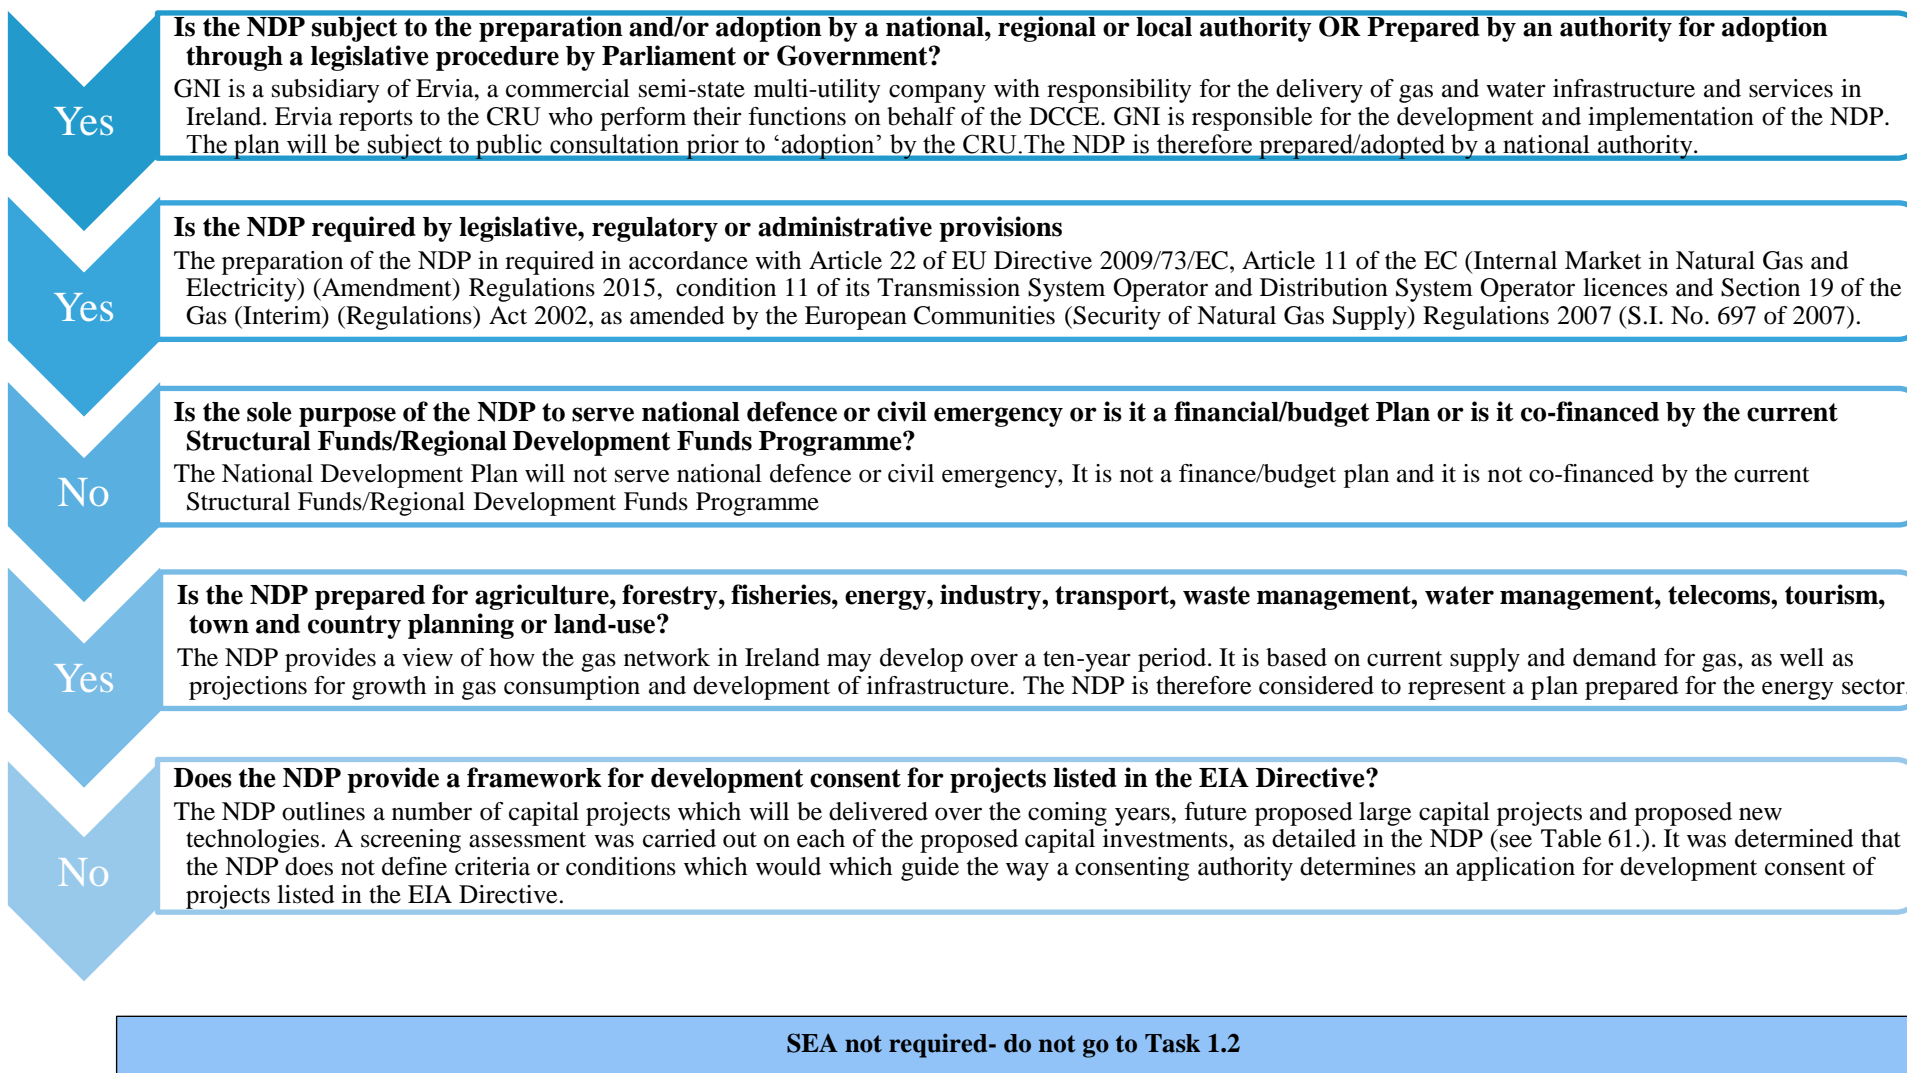 Is the NDP subject to the preparation and/or adoption by a national, regional or local authority OR Prepared by an authority for adoption
through a legislative procedure by Parliament or Government?
Yes
GNI is a subsidiary of Ervia, a commercial semi-state multi-utility company with responsibility for the delivery of gas and water infrastructure and services in
Ireland. Ervia reports to the CRU who perform their functions on behalf of the DCCE. GNI is responsible for the development and implementation of the NDP.
The plan will be subject to public consultation prior to ‘adoption’ by the CRU.The NDP is therefore prepared/adopted by a national authority.
Is the NDP required by legislative, regulatory or administrative provisions
Yes
The preparation of the NDP in required in accordance with Article 22 of EU Directive 2009/73/EC, Article 11 of the EC (Internal Market in Natural Gas and
Electricity) (Amendment) Regulations 2015, condition 11 of its Transmission System Operator and Distribution System Operator licences and Section 19 of the
Gas (Interim) (Regulations) Act 2002, as amended by the European Communities (Security of Natural Gas Supply) Regulations 2007 (S.I. No. 697 of 2007).
Is the sole purpose of the NDP to serve national defence or civil emergency or is it a financial/budget Plan or is it co-financed by the current
Structural Funds/Regional Development Funds Programme?
No
The National Development Plan will not serve national defence or civil emergency, It is not a finance/budget plan and it is not co-financed by the current
Structural Funds/Regional Development Funds Programme
Is the NDP prepared for agriculture, forestry, fisheries, energy, industry, transport, waste management, water management, telecoms, tourism,
town and country planning or land-use?
Yes
The NDP provides a view of how the gas network in Ireland may develop over a ten-year period. It is based on current supply and demand for gas, as well as
projections for growth in gas consumption and development of infrastructure. The NDP is therefore considered to represent a plan prepared for the energy sector.
Does the NDP provide a framework for development consent for projects listed in the EIA Directive?
No
The NDP outlines a number of capital projects which will be delivered over the coming years, future proposed large capital projects and proposed new
technologies. A screening assessment was carried out on each of the proposed capital investments, as detailed in the NDP (see Table 61.). It was determined that
the NDP does not define criteria or conditions which would which guide the way a consenting authority determines an application for development consent of
projects listed in the EIA Directive.
SEA not required- do not go to Task 1.2